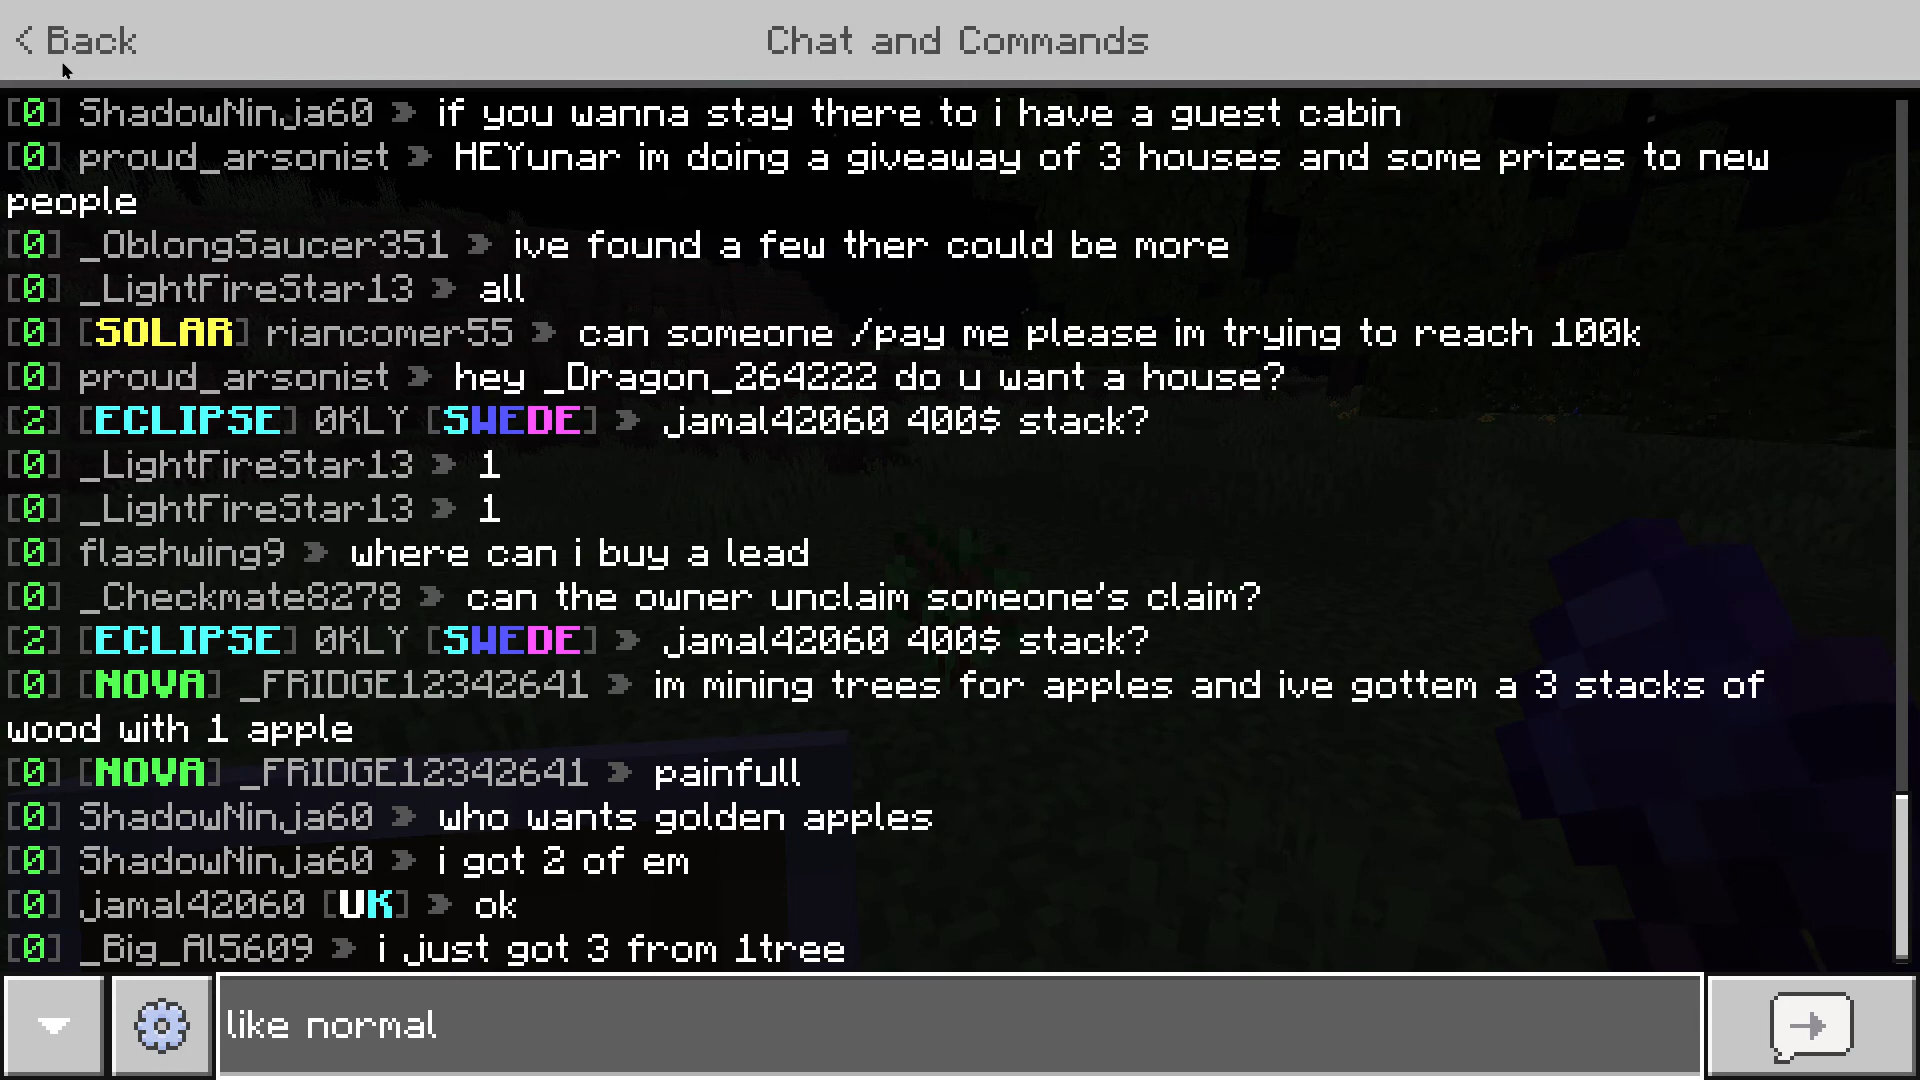 < Back
Chat and Commands
[0] ShadowNinja60 » if you wanna stay there to i have a guest cabin
[0] proud_arsonist » HEYunar im doing a giveaway of 3 houses and some prizes to new
people
[0] _OblongSaucer351 » ive found a few ther could be more
[0] _LightFireStar13 » all
[0] [SOLAR] riancomer55 » can someone /pay me please im trying to reach 100k
[0] proud_arsonist » hey _Dragon_264222 do u want a house?
[2] [ECLIPSE] 0KLY [SWEDE] » jamal42060 400$ stack?
[0] _LightFireStar13 » 1
[0] _LightFireStar13 » 1
[0] flashwing9 » where can i buy a lead
[0] _Checkmate8278 » can the owner unclaim someone's claim?
[2] [ECLIPSE] 0KLY [SWEDE] » jamal42060 400$ stack?
[0] [NOVA] _FRIDGE12342641 » im mining trees for apples and ive gottem a 3 stacks of
wood with 1 apple
[0] [NOVA] _FRIDGE12342641 » painfull
[0] ShadowNinja60 » who wants golden apples
[0] ShadowNinja60 » i got 2 of em
[0] jamal42060 [UK] » ok
[0] _Big_Al5609 » i just got 3 from 1tree
like normal